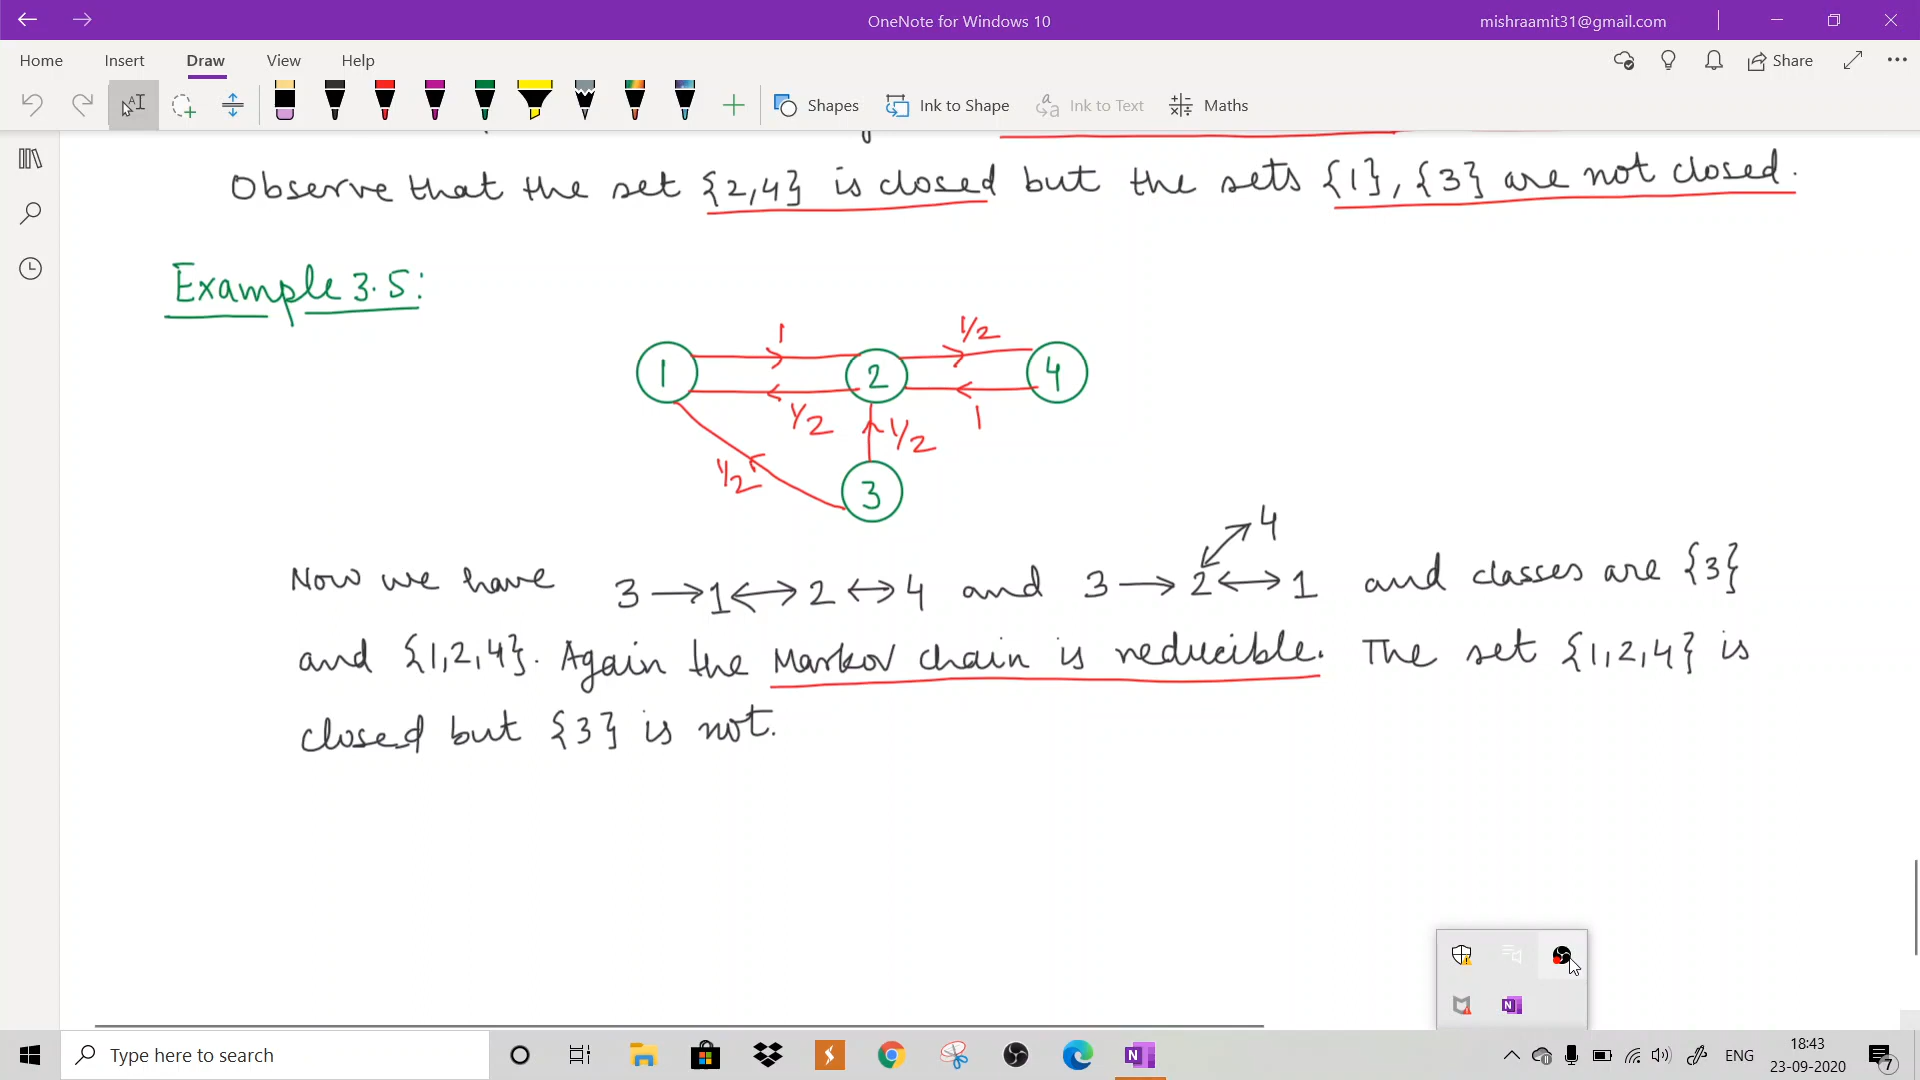 OneNote for Windows 10
mishraamit31@gmail.com
Home Insert Draw View Help
Share
Shapes Ink to Shape Ink to Text Maths
Observe that the set {2,4} is closed but the sets {1}, {3} are not closed.
Example 3.5:
1 1/2
1 2 4
1/2 1/2 1
1/2
3
4
Now we have 3 → 1 ↔ 2 ↔ 4 and 3 → 2 ↔ 1 and classes are {3}
and {1,2,4}. Again the Markov chain is reducible. The set {1,2,4} is
closed but {3} is not.
Type here to search
ENG
18:43
23-09-2020
7